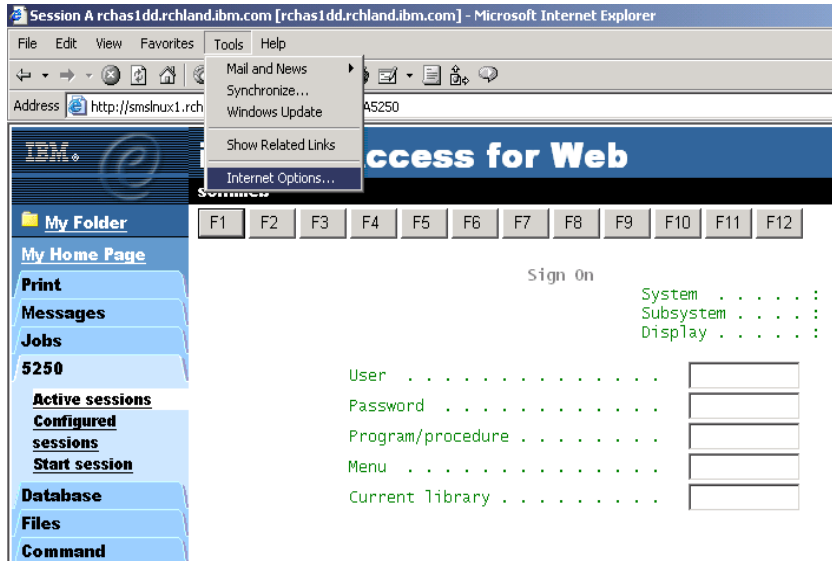 Session A rchas1dd.rchland.ibm.com [rchas1dd.rchland.ibm.com] - Microsoft Internet Explorer
File Edit View Favorites Tools Help
Mail and News
Synchronize...
Windows Update
Show Related Links
Internet Options...
Address http://smslnux1.rch A5250
IBM ccess for Web
My Folder
F1 F2 F3 F4 F5 F6 F7 F8 F9 F10 F11 F12
My Home Page
Print
Messages
Jobs
5250
Active sessions
Configured
sessions
Start session
Database
Files
Command
Sign On
System . . . . . :
Subsystem . . . . :
Display . . . . . :
User . . . . . . . . . . . . . .
Password . . . . . . . . . . . .
Program/procedure . . . . . . . .
Menu . . . . . . . . . . . . . .
Current library . . . . . . . . .